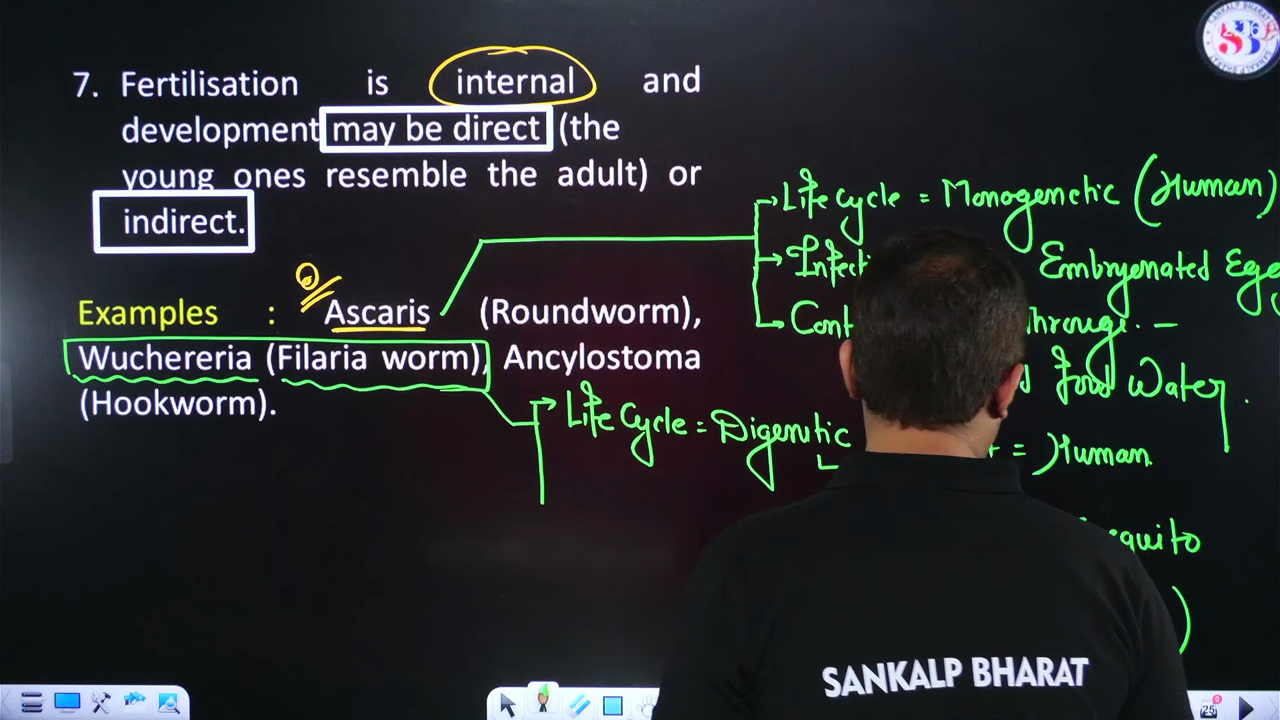 7. Fertilisation is internal and
development may be direct (the
young ones resemble the adult) or
indirect.
Examples : Ascaris (Roundworm),
Wuchereria (Filaria worm), Ancylostoma
(Hookworm).
Life Cycle = Monogenetic (Human)
Embryonated Egg
Through. –
Food Water.
Life Cycle = Digenetic
= Human
SANKALP BHARAT